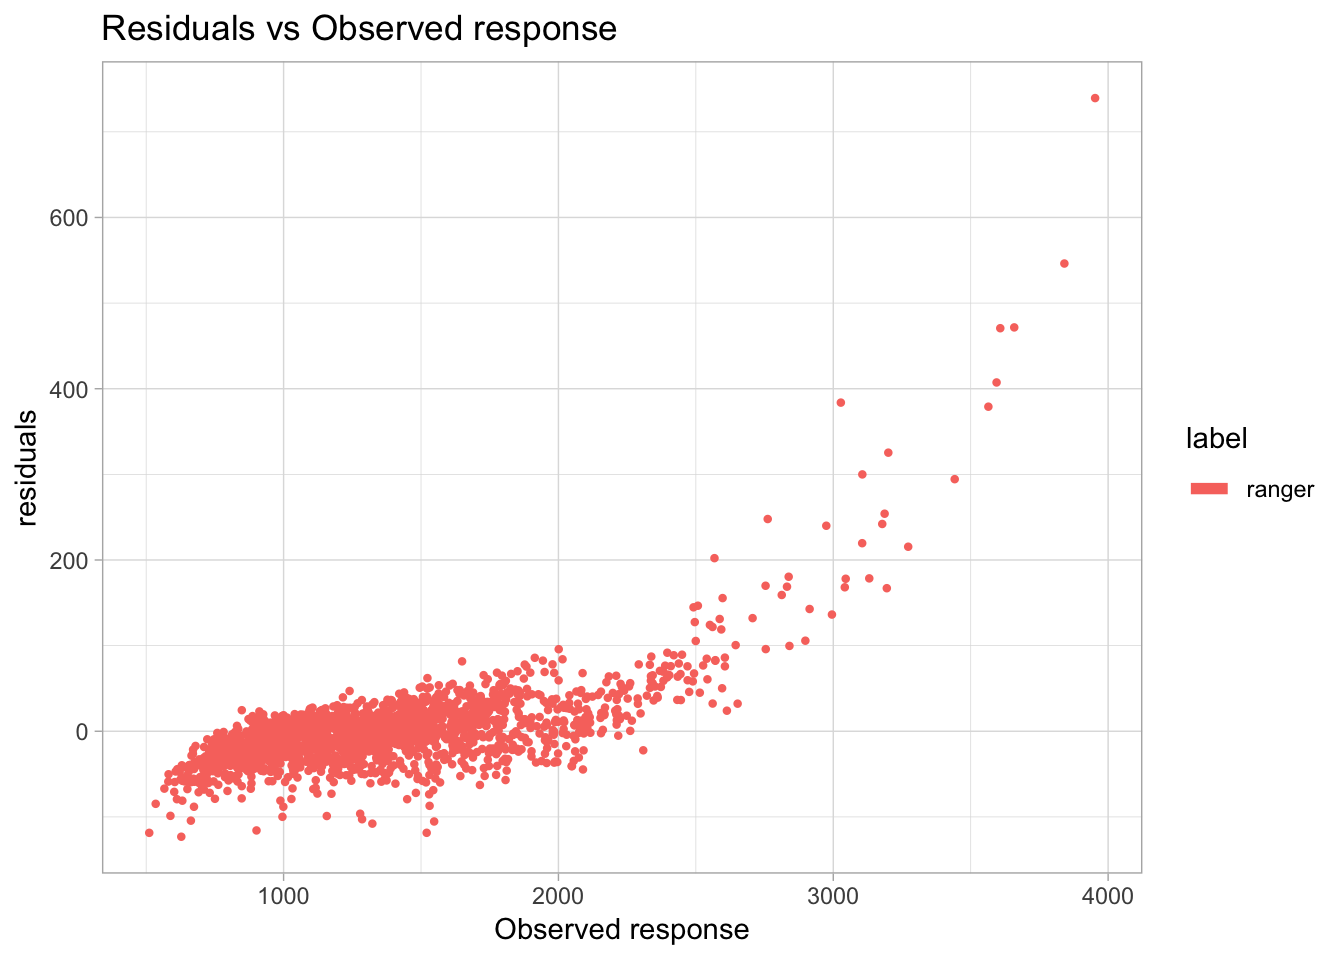 Residuals vs Observed response
600
400
200
0
residuals
1000
2000
3000
4000
Observed response
label
ranger